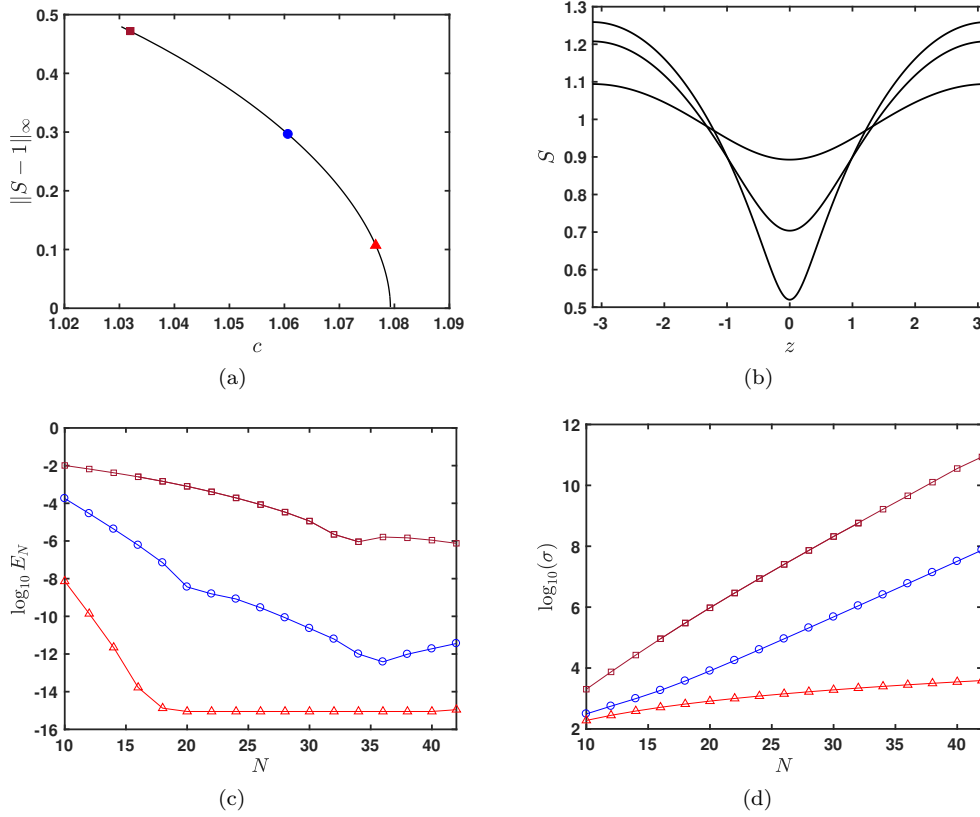 0.5
0.4
0.3
0.2
0.1
0
||S − 1||∞
1.02 1.03 1.04 1.05 1.06 1.07 1.08 1.09
c
(a)
1.3
1.2
1.1
1
0.9
0.8
0.7
0.6
0.5
S
-3 -2 -1 0 1 2 3
z
(b)
0
-2
-4
-6
-8
-10
-12
-14
-16
log₁₀ E_N
10 15 20 25 30 35 40
N
(c)
12
10
8
6
4
2
log₁₀(σ)
10 15 20 25 30 35 40
N
(d)